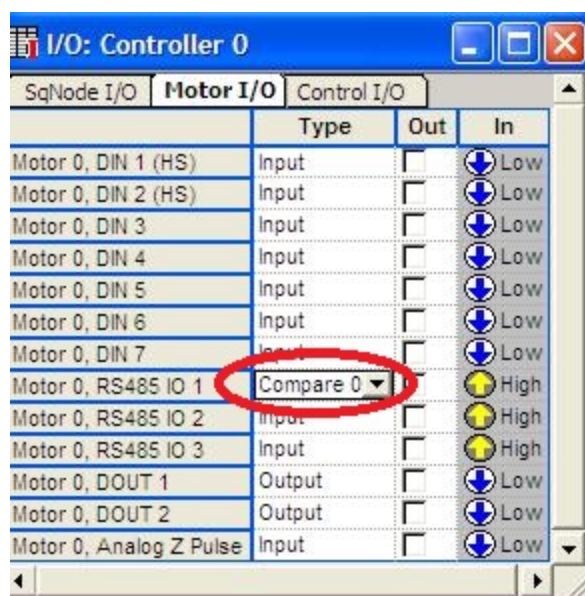 I/O: Controller 0
SqNode I/O Motor I/O Control I/O
Type Out In
Motor 0, DIN 1 (HS) Input Low
Motor 0, DIN 2 (HS) Input Low
Motor 0, DIN 3 Input Low
Motor 0, DIN 4 Input Low
Motor 0, DIN 5 Input Low
Motor 0, DIN 6 Input Low
Motor 0, DIN 7 Input Low
Motor 0, RS485 IO 1 Compare 0 High
Motor 0, RS485 IO 2 Input High
Motor 0, RS485 IO 3 Input High
Motor 0, DOUT 1 Output Low
Motor 0, DOUT 2 Output Low
Motor 0, Analog Z Pulse Input Low